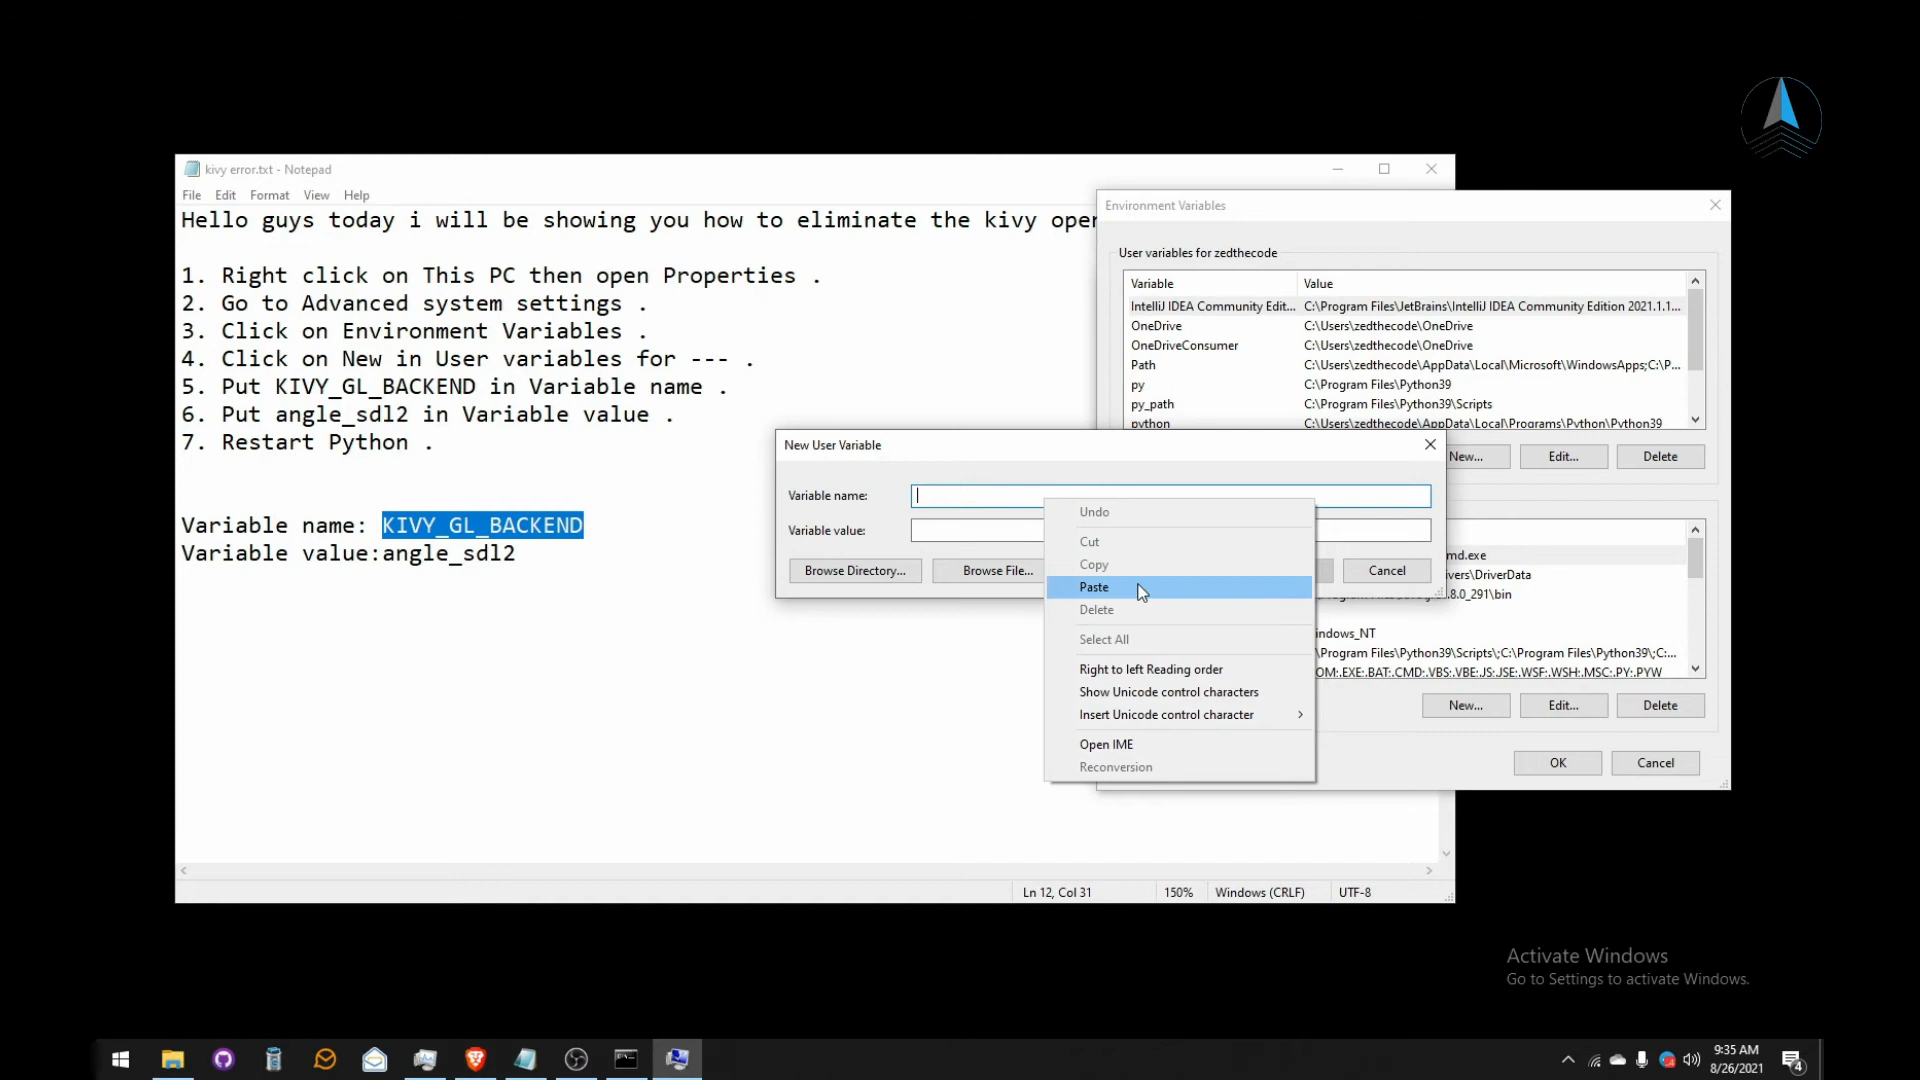 kivy error.txt - Notepad
File Edit Format View Help
Hello guys today i will be showing you how to eliminate the kivy oper
1. Right click on This PC then open Properties .
2. Go to Advanced system settings .
3. Click on Environment Variables .
4. Click on New in User variables for --- .
5. Put KIVY_GL_BACKEND in Variable name .
6. Put angle_sdl2 in Variable value .
7. Restart Python .
Variable name: KIVY_GL_BACKEND
Variable value:angle_sdl2
Ln 12, Col 31 150% Windows (CRLF) UTF-8
Environment Variables
User variables for zedthecode
Variable Value
IntelliJ IDEA Community Edit... C:\Program Files\JetBrains\IntelliJ IDEA Community Edition 2021.1.1...
OneDrive C:\Users\zedthecode\OneDrive
OneDriveConsumer C:\Users\zedthecode\OneDrive
Path C:\Users\zedthecode\AppData\Local\Microsoft\WindowsApps;C:\P...
py C:\Program Files\Python39
py_path C:\Program Files\Python39\Scripts
python C:\Users\zedthecode\AppData\Local\Programs\Python\Python39
New... Edit... Delete
New User Variable
Variable name:
Variable value:
Browse Directory... Browse File... Cancel
Undo
Cut
Copy
Paste
Delete
Select All
Right to left Reading order
Show Unicode control characters
Insert Unicode control character
Open IME
Reconversion
md.exe
ivers\DriverData
.8.0_291\bin
indows_NT
\Program Files\Python39\Scripts\;C:\Program Files\Python39\;C:...
OM;.EXE;.BAT;.CMD;.VBS;.VBE;.JS;.JSE;.WSF;.WSH;.MSC;.PY;.PYW
New... Edit... Delete
OK Cancel
Activate Windows
Go to Settings to activate Windows.
9:35 AM
8/26/2021
4